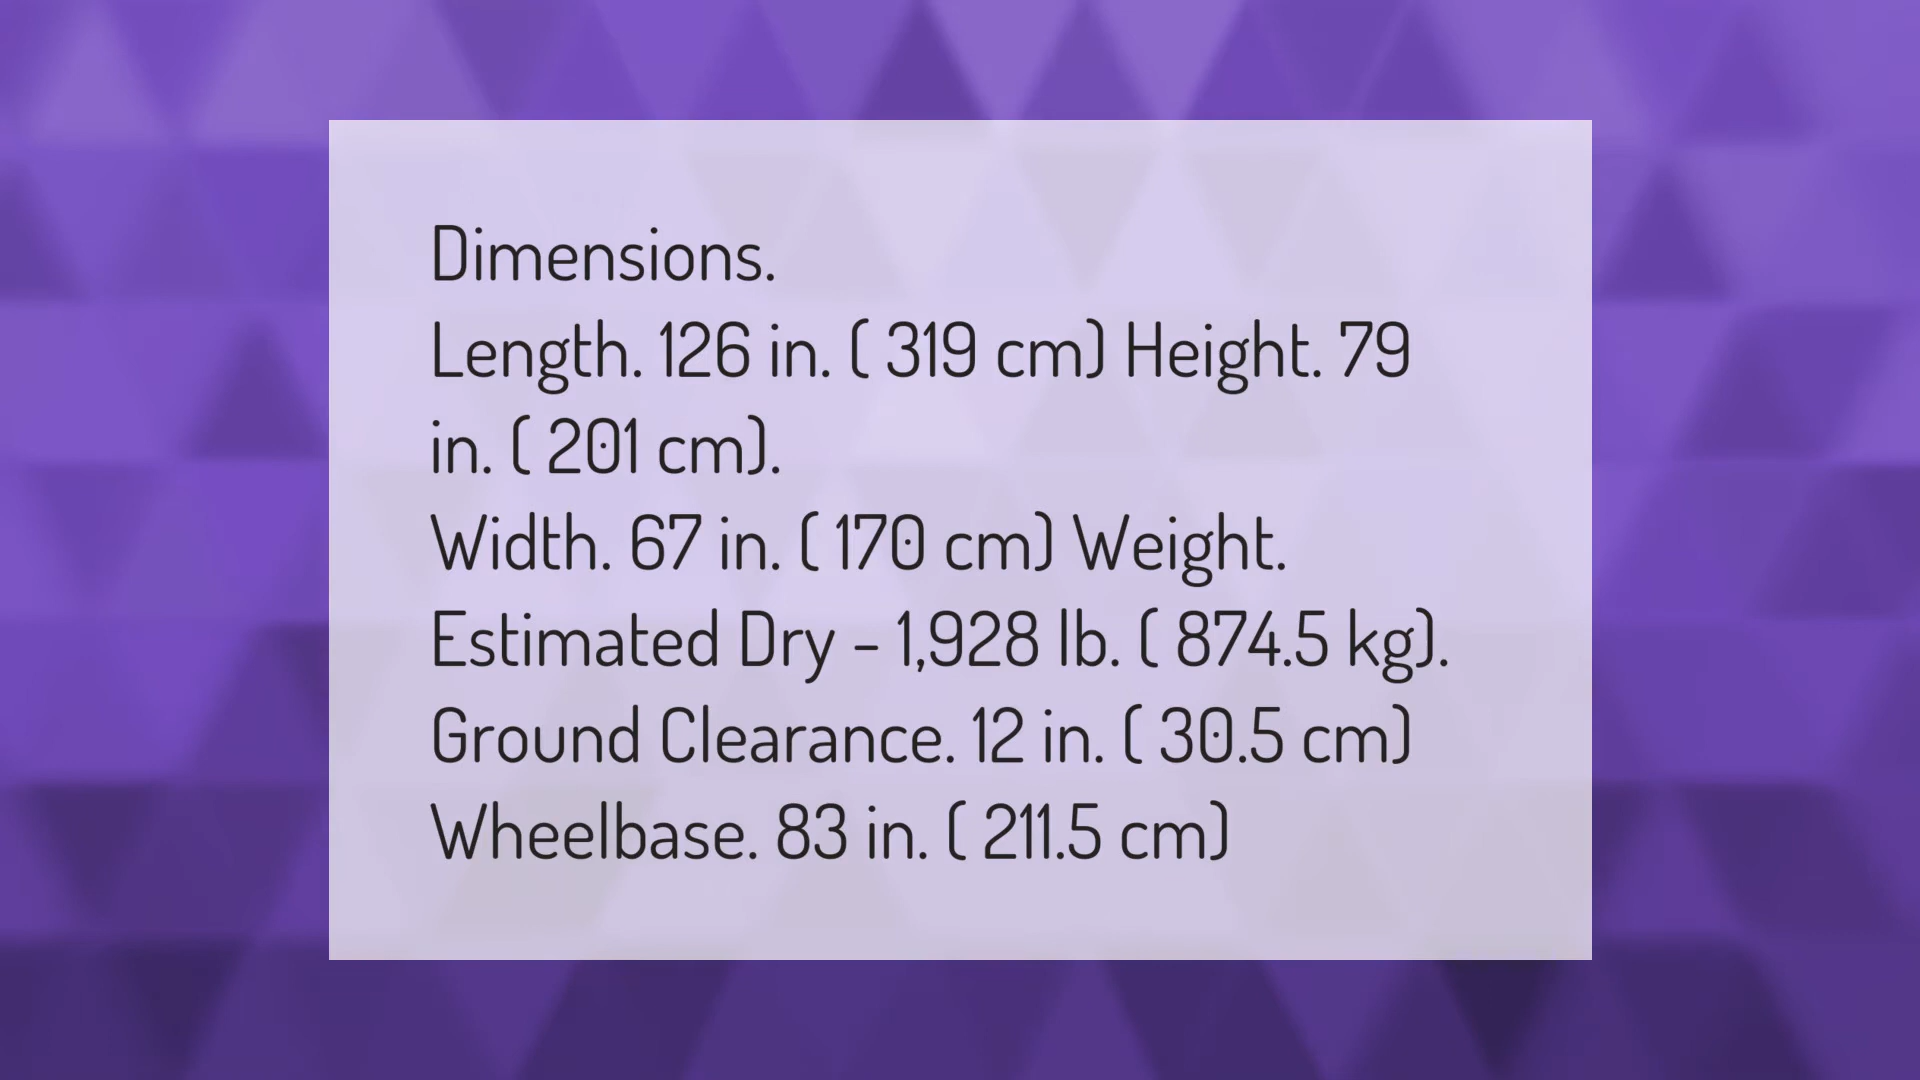 Dimensions.
Length. 126 in. ( 319 cm) Height. 79
in. ( 201 cm).
Width. 67 in. ( 170 cm) Weight.
Estimated Dry - 1,928 lb. ( 874.5 kg).
Ground Clearance. 12 in. ( 30.5 cm)
Wheelbase. 83 in. ( 211.5 cm)